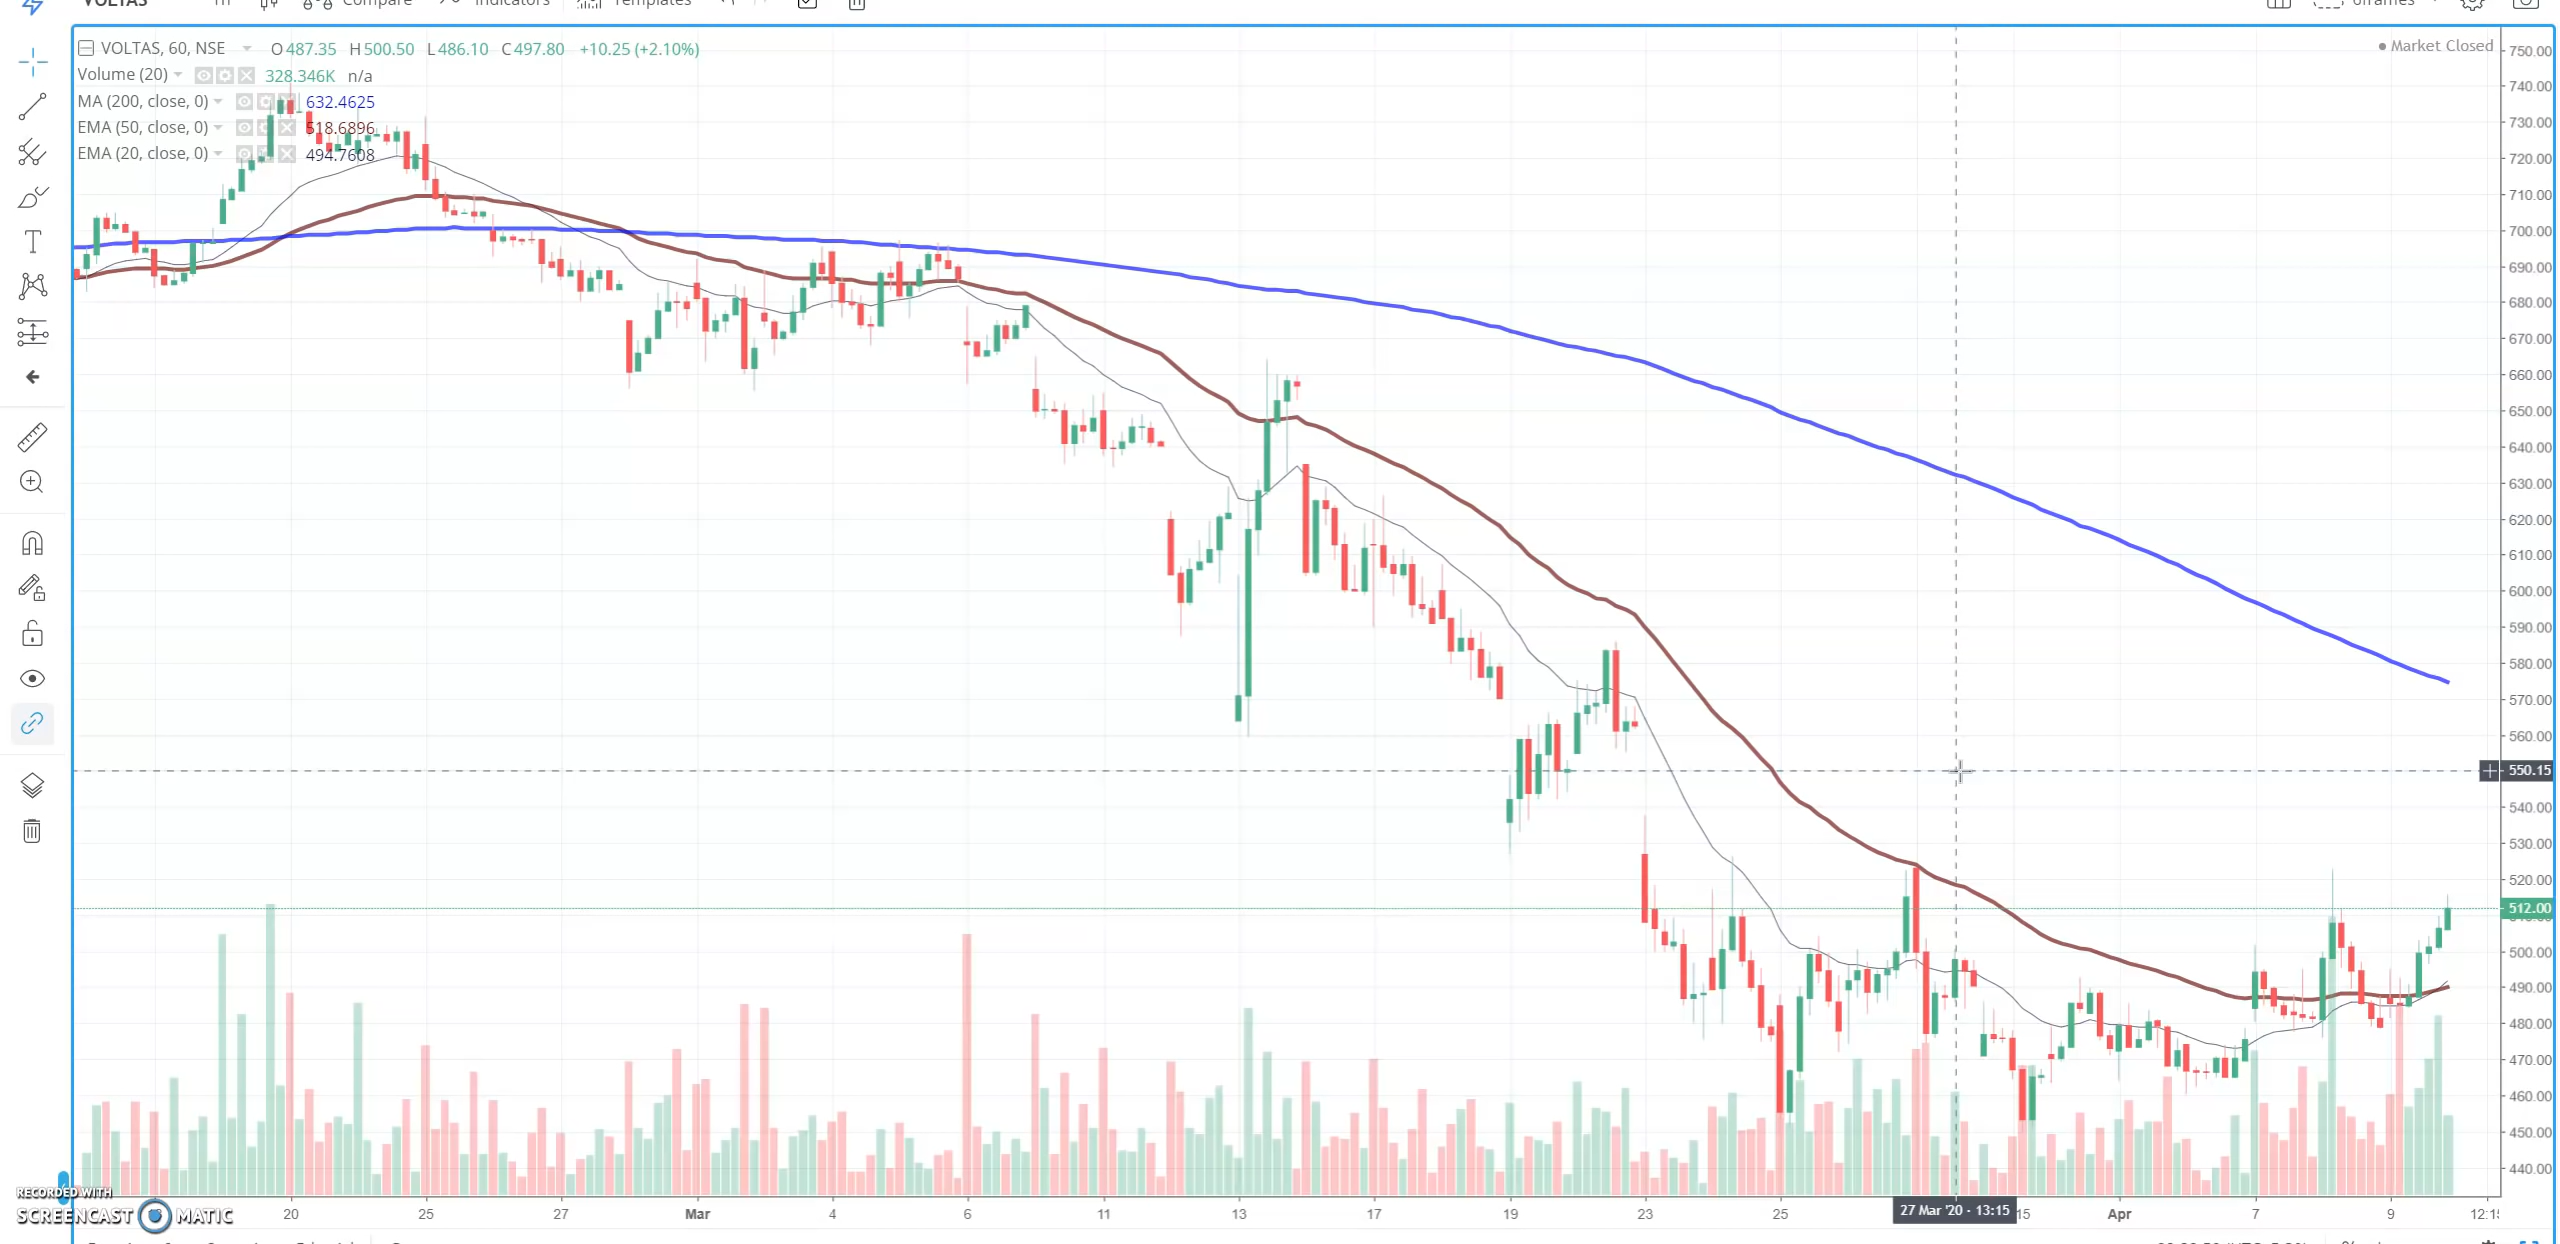 VOLTAS
Compare
Indicators
Templates
VOLTAS, 60, NSE O487.35 H500.50 L486.10 C497.80 +10.25 (+2.10%)
Market Closed
Volume (20) 328.346K n/a
MA (200, close, 0) 632.4625
EMA (50, close, 0) 518.6896
EMA (20, close, 0) 494.7608
750.00
740.00
730.00
720.00
710.00
700.00
690.00
680.00
670.00
660.00
650.00
640.00
630.00
620.00
610.00
600.00
590.00
580.00
570.00
560.00
550.15
540.00
530.00
520.00
512.00
500.00
490.00
480.00
470.00
460.00
450.00
440.00
RECORDED WITH
SCREENCAST MATIC
20 25 27 Mar 4 6 11 13 17 19 23 25 27 Mar '20 - 13:15 15 Apr 7 9